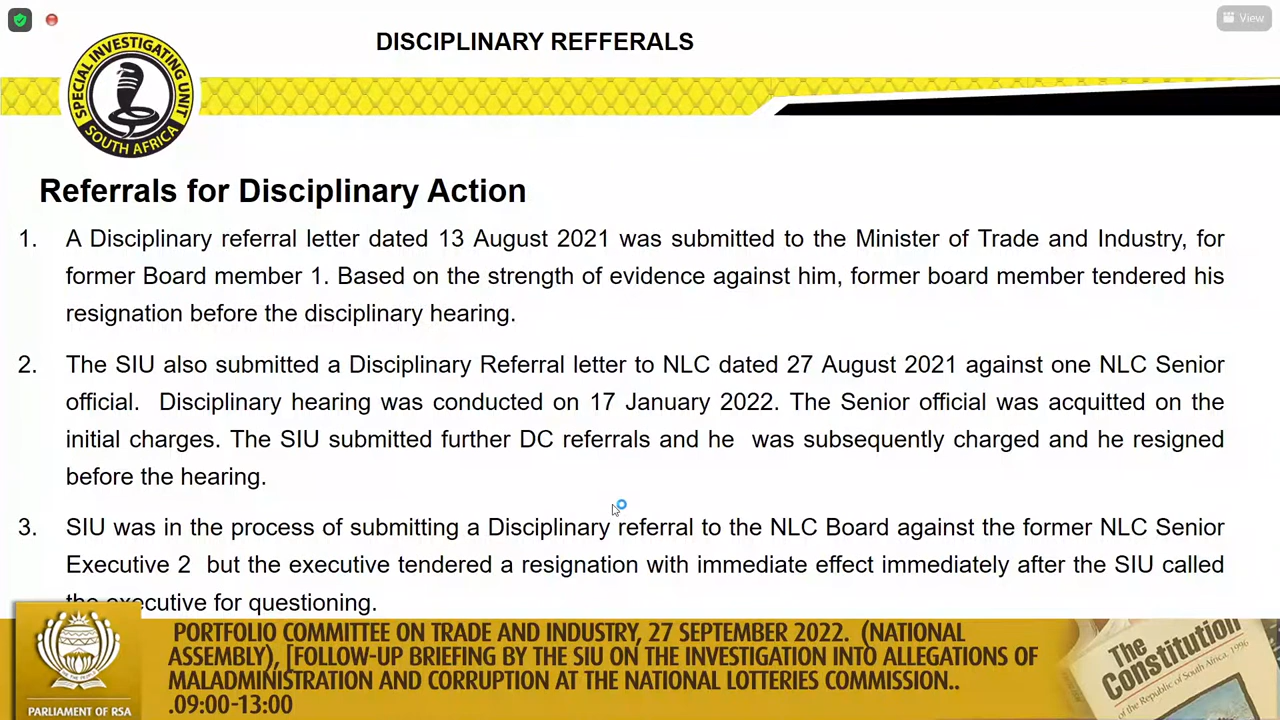 View
DISCIPLINARY REFFERALS
SPECIAL INVESTIGATING UNIT
SOUTH AFRICA
Referrals for Disciplinary Action
1. A Disciplinary referral letter dated 13 August 2021 was submitted to the Minister of Trade and Industry, for
former Board member 1. Based on the strength of evidence against him, former board member tendered his
resignation before the disciplinary hearing.
2. The SIU also submitted a Disciplinary Referral letter to NLC dated 27 August 2021 against one NLC Senior
official. Disciplinary hearing was conducted on 17 January 2022. The Senior official was acquitted on the
initial charges. The SIU submitted further DC referrals and he was subsequently charged and he resigned
before the hearing.
3. SIU was in the process of submitting a Disciplinary referral to the NLC Board against the former NLC Senior
Executive 2 but the executive tendered a resignation with immediate effect immediately after the SIU called
the executive for questioning.
PORTFOLIO COMMITTEE ON TRADE AND INDUSTRY, 27 SEPTEMBER 2022. (NATIONAL
ASSEMBLY), [FOLLOW-UP BRIEFING BY THE SIU ON THE INVESTIGATION INTO ALLEGATIONS OF
MALADMINISTRATION AND CORRUPTION AT THE NATIONAL LOTTERIES COMMISSION..
.09:00-13:00
PARLIAMENT OF RSA
The
Constitution
of the Republic of South Africa, 1996